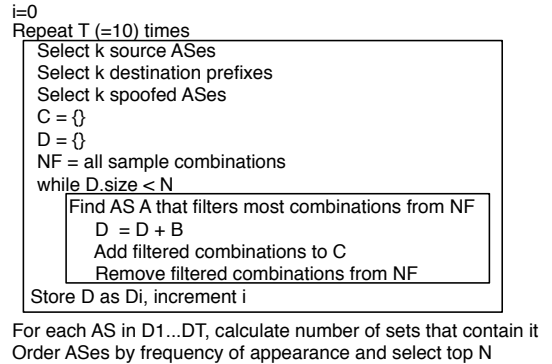 i=0
Repeat T (=10) times
Select k source ASes
Select k destination prefixes
Select k spoofed ASes
C = {}
D = {}
NF = all sample combinations
while D.size < N
Find AS A that filters most combinations from NF
D = D + B
Add filtered combinations to C
Remove filtered combinations from NF
Store D as Di, increment i
For each AS in D1...DT, calculate number of sets that contain it
Order ASes by frequency of appearance and select top N